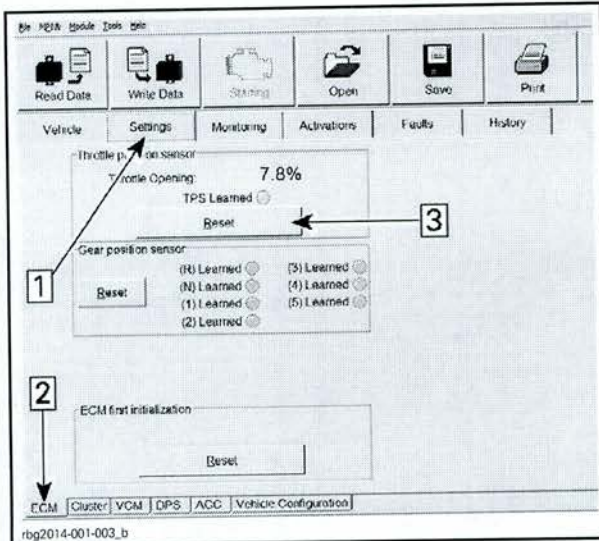 File MPEM Module Tools Help
Read Data Write Data Starting Open Save Print
Vehicle Settings Monitoring Activations Faults History
Throttle position sensor
Throttle Opening: 7.8%
TPS Learned
Reset
3
Gear position sensor
1
Reset
(R) Learned (3) Learned
(N) Learned (4) Learned
(1) Learned (5) Learned
(2) Learned
2
ECM first initialization
Reset
ECM Cluster VCM DPS ACC Vehicle Configuration
rbg2014-001-003_b